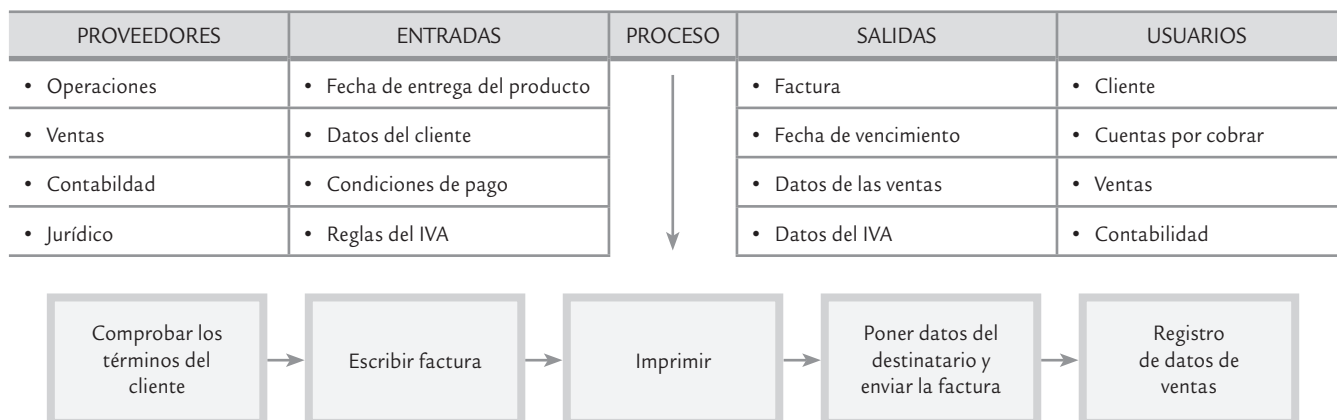 PROVEEDORES ENTRADAS PROCESO SALIDAS USUARIOS
• Operaciones • Fecha de entrega del producto • Factura • Cliente
• Ventas • Datos del cliente • Fecha de vencimiento • Cuentas por cobrar
• Contabildad • Condiciones de pago • Datos de las ventas • Ventas
• Jurídico • Reglas del IVA • Datos del IVA • Contabilidad
Comprobar los
términos del
cliente
Escribir factura
Imprimir
Poner datos del
destinatario y
enviar la factura
Registro
de datos de
ventas